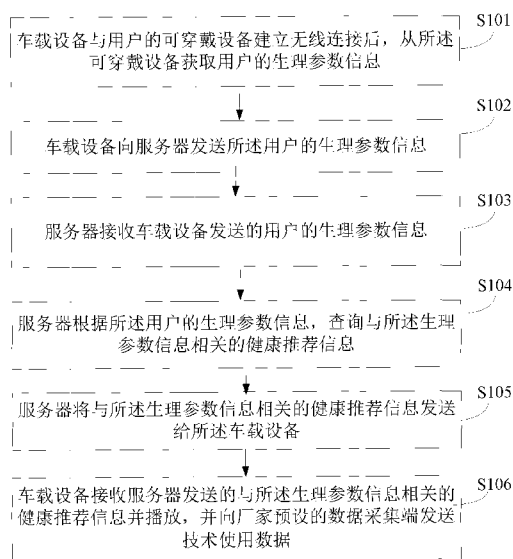 S101
车载设备与用户的可穿戴设备建立无线连接后，从所述
可穿戴设备获取用户的生理参数信息
S102
车载设备向服务器发送所述用户的生理参数信息
S103
服务器接收车载设备发送的用户的生理参数信息
S104
服务器根据所述用户的生理参数信息，查询与所述生理
参数信息相关的健康推荐信息
S105
服务器将与所述生理参数信息相关的健康推荐信息发送
给所述车载设备
S106
车载设备接收服务器发送的与所述生理参数信息相关的
健康推荐信息并播放，并向厂家预设的数据采集端发送
技术使用数据